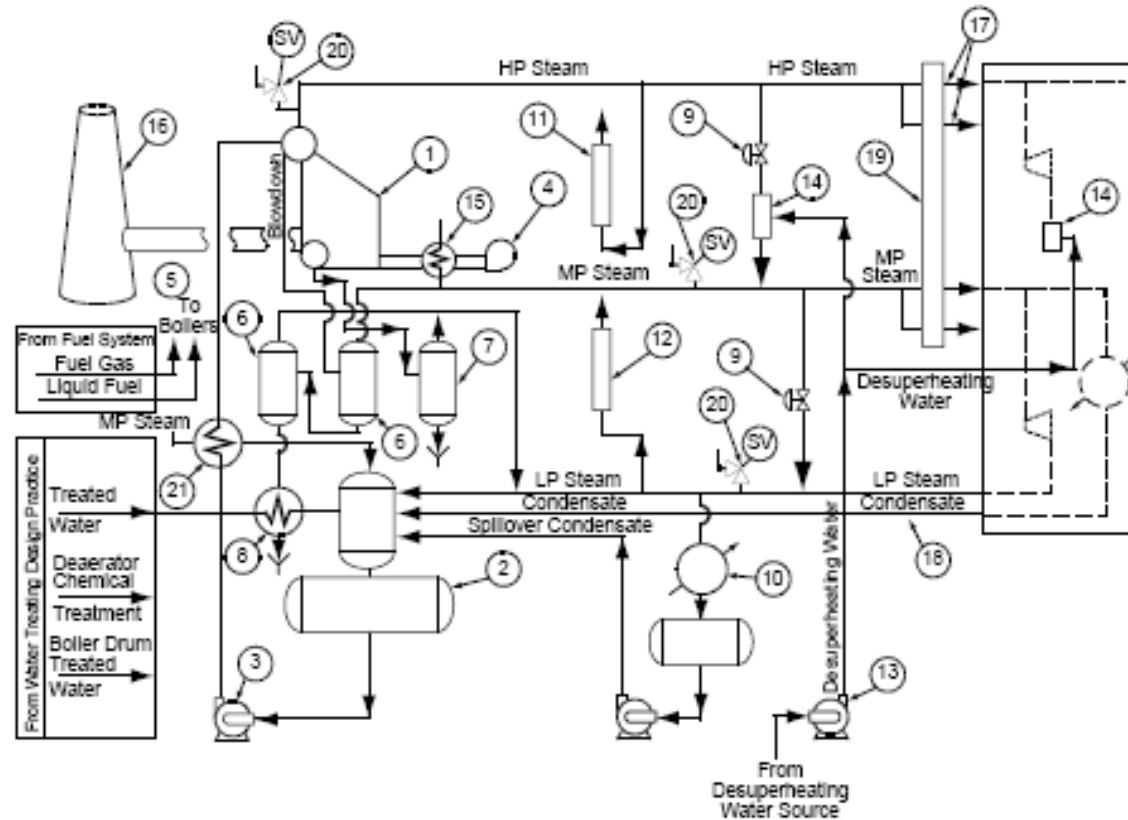 SV
20
17
HP Steam
HP Steam
16
11
9
1
14
19
15
4
20
14
Blowdown
SV
MP Steam
MP
Steam
5
To
Boilers
6
7
12
From Fuel System
Fuel Gas
Liquid Fuel
9
Desuperheating
Water
20
MP Steam
6
SV
21
LP Steam
LP Steam
Treated
Water
Condensate
Condensate
Spillover Condensate
8
18
2
10
Deaerator
Chemical
Treatment
Boiler Drum
Treated
Water
From Water Treating Design Practice
Desuperheating Water
3
13
From
Desuperheating
Water Source